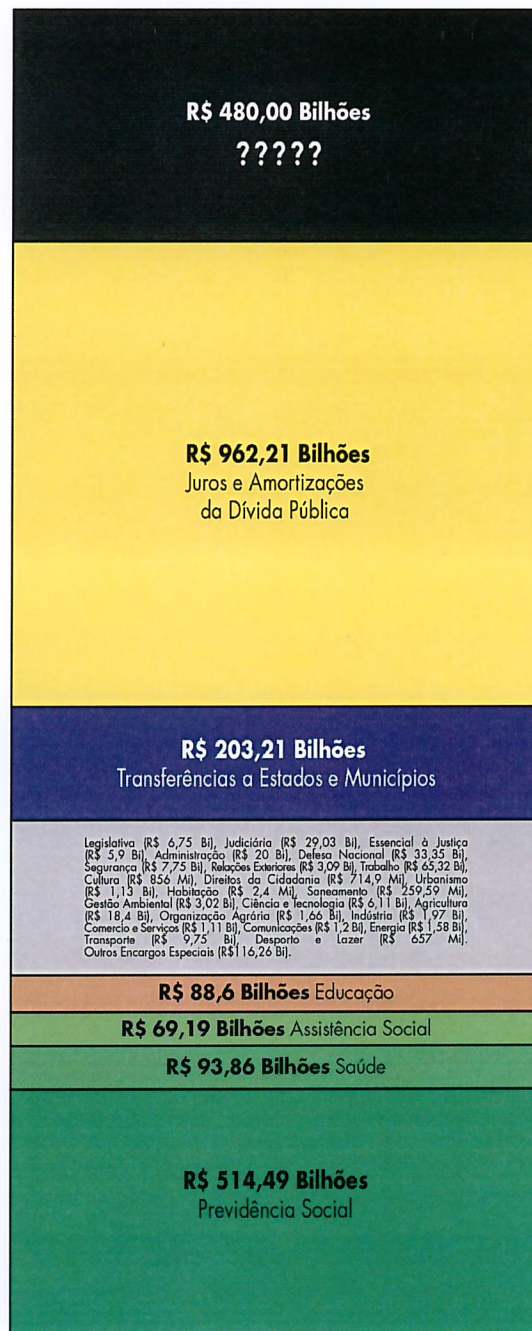 R$ 480,00 Bilhões
?????
R$ 962,21 Bilhões
Juros e Amortizações
da Dívida Pública
R$ 203,21 Bilhões
Transferências a Estados e Municípios
Legislativa (R$ 6,75 Bi), Judiciária (R$ 29,03 Bi), Essencial à Justiça
(R$ 5,9 Bi), Administração (R$ 20 Bi), Defesa Nacional (R$ 33,35 Bi),
Segurança (R$ 7,75 Bi), Relações Exteriores (R$ 3,09 Bi), Trabalho (R$ 65,32 Bi),
Cultura (R$ 856 Mi), Direitos da Cidadania (R$ 714,9 Mi), Urbanismo
(R$ 1,13 Bi), Habitação (R$ 2,4 Mi), Saneamento (R$ 259,59 Mi),
Gestão Ambiental (R$ 3,02 Bi), Ciência e Tecnologia (R$ 6,11 Bi), Agricultura
(R$ 18,4 Bi), Organização Agrária (R$ 1,66 Bi), Indústria (R$ 1,97 Bi),
Comercio e Serviços (R$ 1,11 Bi), Comunicações (R$ 1,2 Bi), Energia (R$ 1,58 Bi),
Transporte (R$ 9,75 Bi), Desporto e Lazer (R$ 657 Mi).
Outros Encargos Especiais (R$116,26 Bi).
R$ 88,6 Bilhões Educação
R$ 69,19 Bilhões Assistência Social
R$ 93,86 Bilhões Saúde
R$ 514,49 Bilhões
Previdência Social